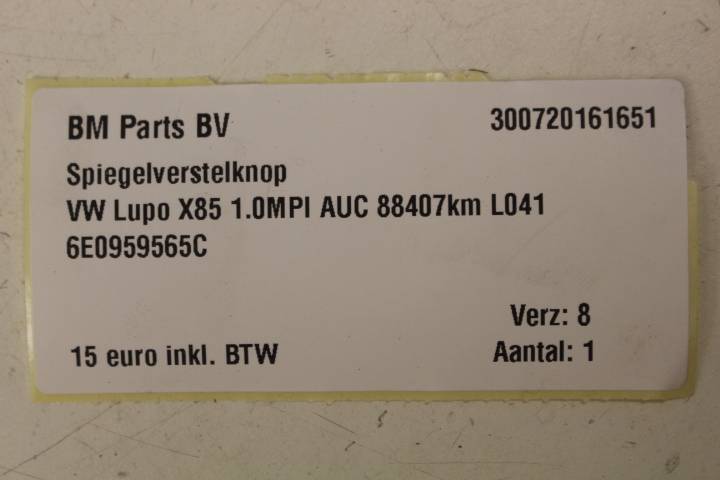 BM Parts BV 300720161651
Spiegelverstelknop
VW Lupo X85 1.0MPI AUC 88407km L041
6E0959565C
Verz: 8
15 euro inkl. BTW Aantal: 1